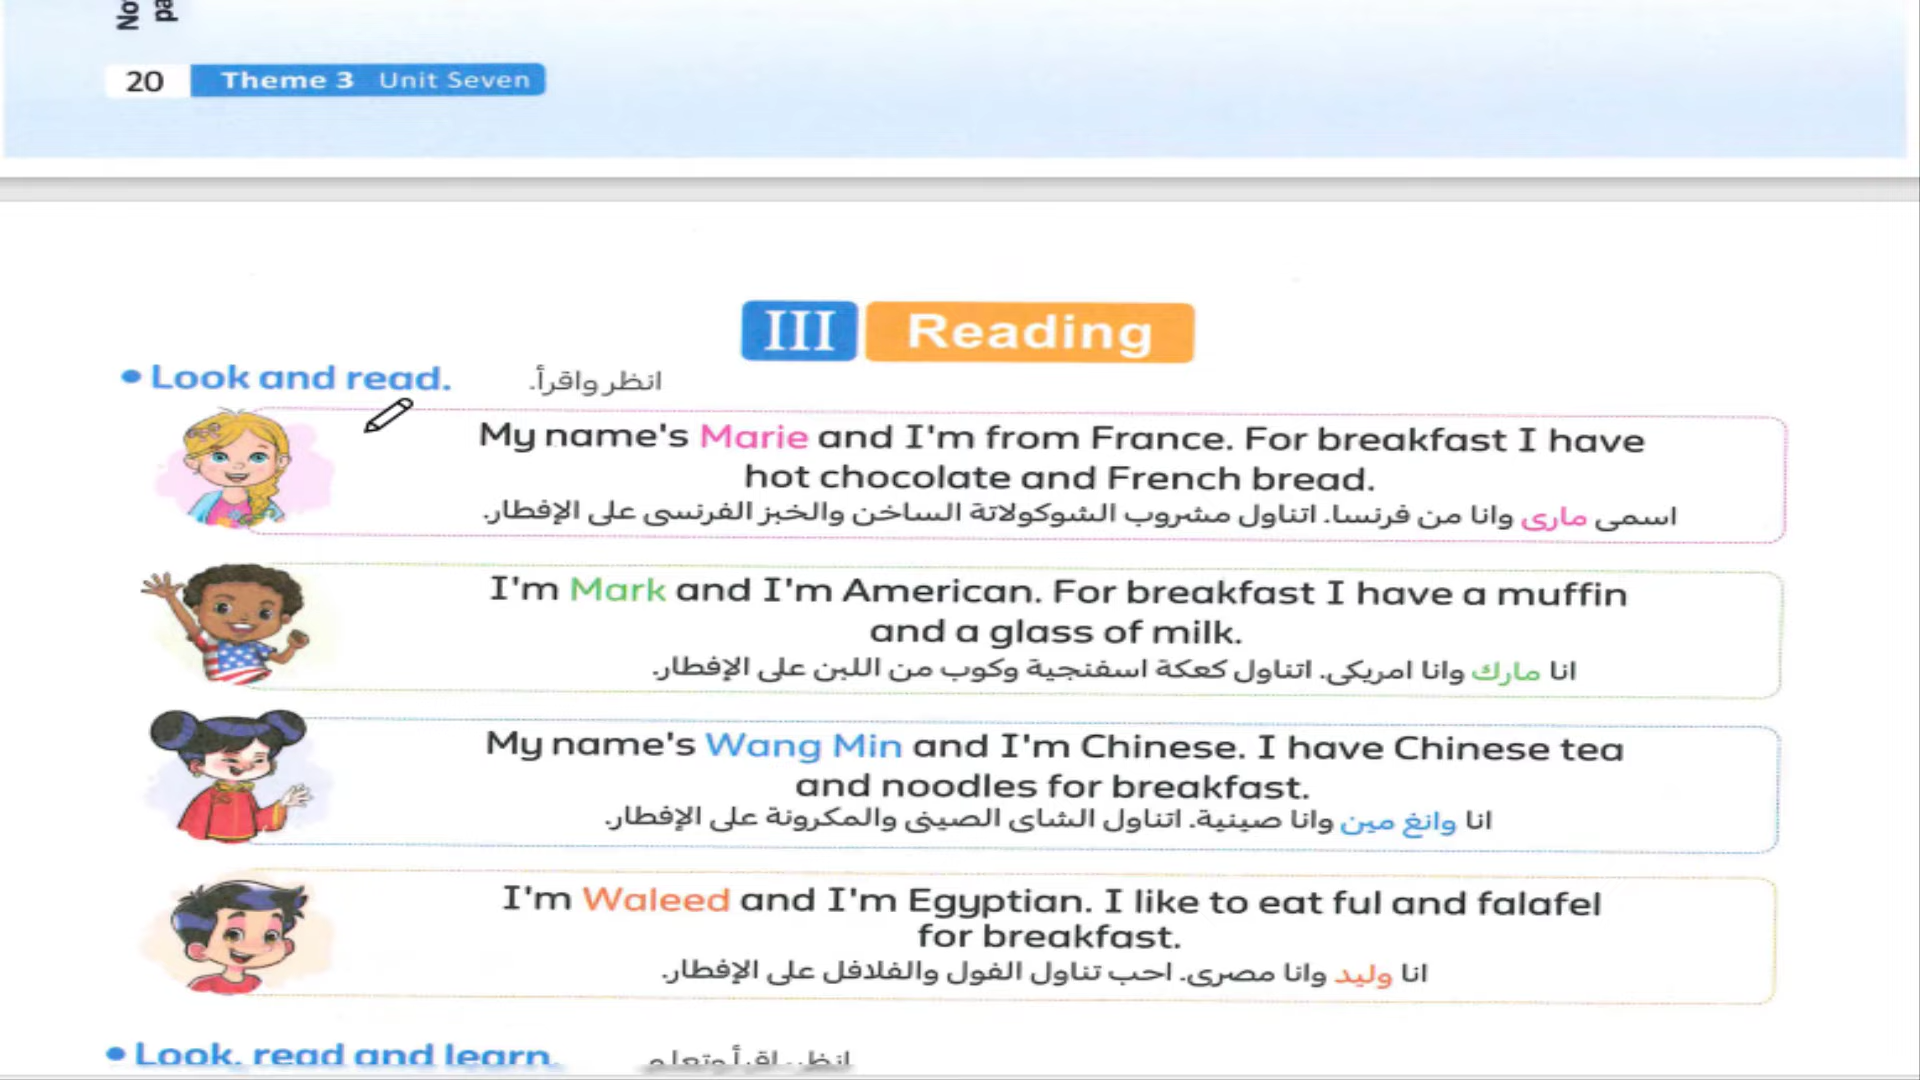 No
pa
20 Theme 3 Unit Seven
III Reading
• Look and read. انظر واقرأ.
My name's Marie and I'm from France. For breakfast I have
hot chocolate and French bread.
اسمى مارى وانا من فرنسا. اتناول مشروب الشوكولاتة الساخن والخبز الفرنسى على الإفطار.
I'm Mark and I'm American. For breakfast I have a muffin
and a glass of milk.
انا مارك وانا امريكى. اتناول كعكة اسفنجية وكوب من اللبن على الإفطار.
My name's Wang Min and I'm Chinese. I have Chinese tea
and noodles for breakfast.
انا وانغ مين وانا صينية. اتناول الشاى الصينى والمكرونة على الإفطار.
I'm Waleed and I'm Egyptian. I like to eat ful and falafel
for breakfast.
انا وليد وانا مصرى. احب تناول الفول والفلافل على الإفطار.
• Look, read and learn. انظر، اقرأ وتعلم